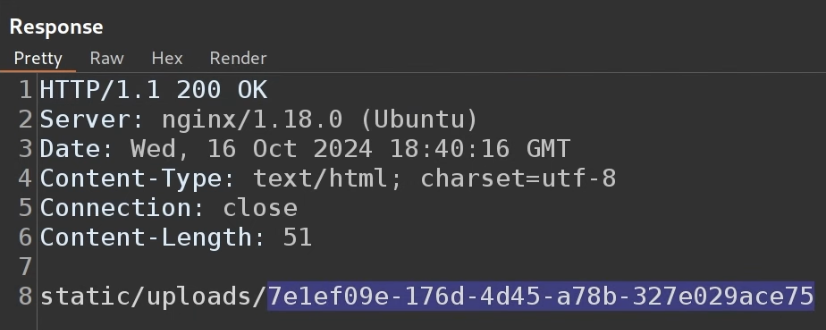 Response
Pretty Raw Hex Render
1 HTTP/1.1 200 OK
2 Server: nginx/1.18.0 (Ubuntu)
3 Date: Wed, 16 Oct 2024 18:40:16 GMT
4 Content-Type: text/html; charset=utf-8
5 Connection: close
6 Content-Length: 51
7
8 static/uploads/7e1ef09e-176d-4d45-a78b-327e029ace75